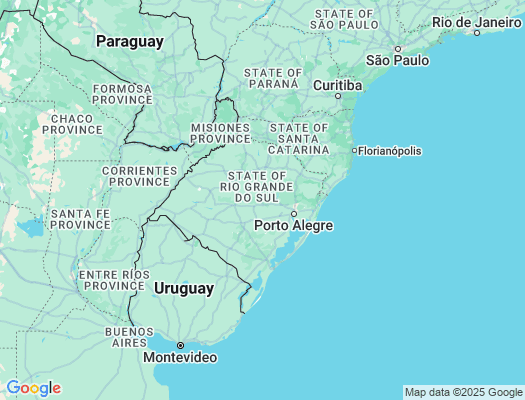 STATE OF
SÃO PAULO
Rio de Janeiro
Paraguay
São Paulo
STATE OF
PARANÁ
Curitiba
FORMOSA
PROVINCE
CHACO
PROVINCE
MISIONES
PROVINCE
STATE OF
SANTA
CATARINA
Florianópolis
CORRIENTES
PROVINCE
STATE OF
RIO GRANDE
DO SUL
SANTA FE
PROVINCE
Porto Alegre
ENTRE RÍOS
PROVINCE
Uruguay
BUENOS
AIRES
Montevideo
Google
Map data ©2025 Google